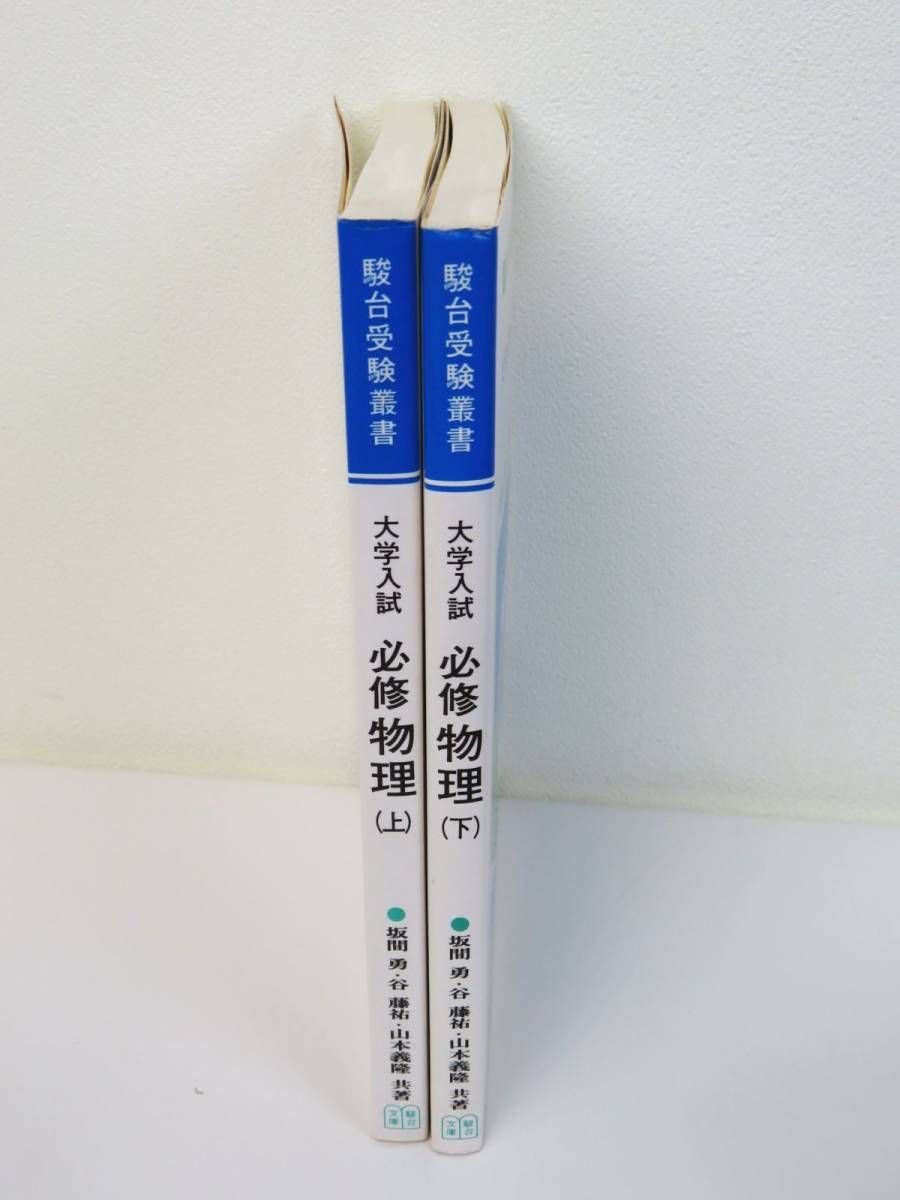 駿台受験叢書
大学入試
必修物理
(上)
●坂間 勇・谷 藤祐・山本義隆 共著
駿台
文庫
駿台受験叢書
大学入試
必修物理
(下)
●坂間 勇・谷 藤祐・山本義隆 共著
駿台
文庫